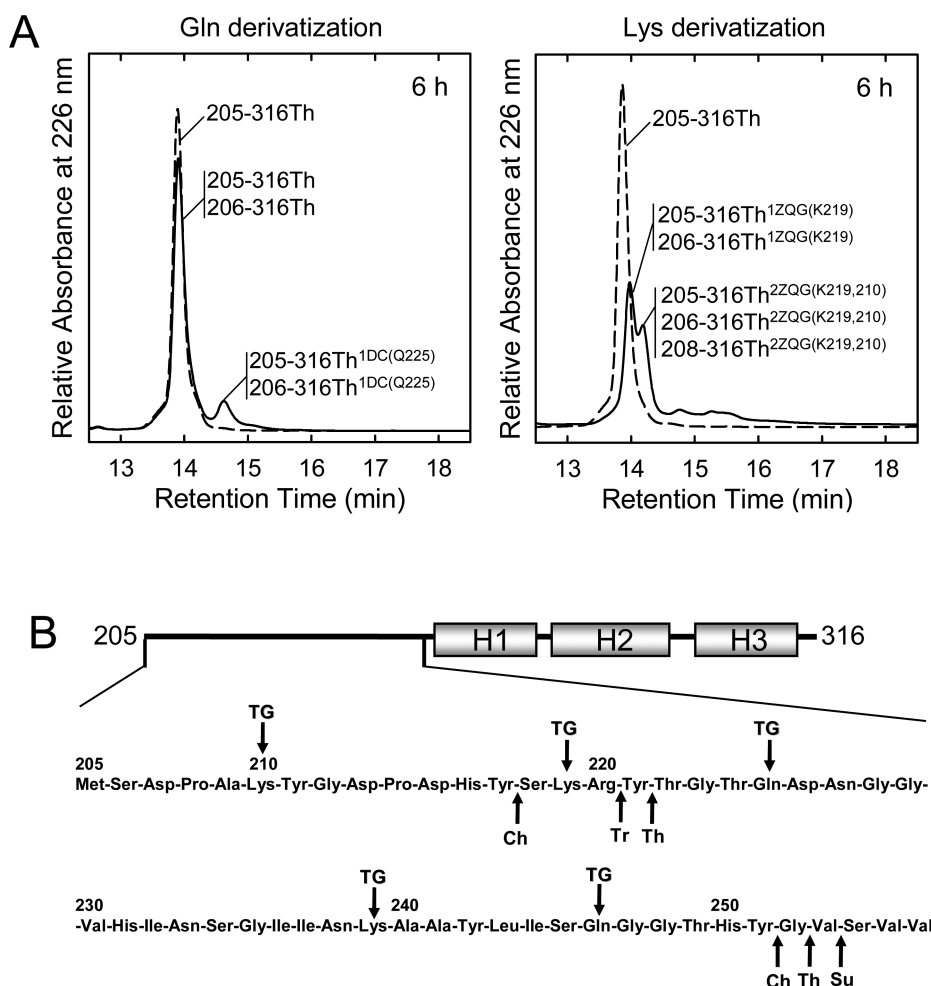 A
Gln derivatization
Relative Absorbance at 226 nm
6 h
205-316Th
205-316Th
206-316Th
205-316Th1DC(Q225)
206-316Th1DC(Q225)
13 14 15 16 17 18
Retention Time (min)
Lys derivatization
Relative Absorbance at 226 nm
6 h
205-316Th
205-316Th1ZQG(K219)
206-316Th1ZQG(K219)
205-316Th2ZQG(K219,210)
206-316Th2ZQG(K219,210)
208-316Th2ZQG(K219,210)
13 14 15 16 17 18
Retention Time (min)
B
205 H1 H2 H3 316
TG TG TG
205 210 220
Met-Ser-Asp-Pro-Ala-Lys-Tyr-Gly-Asp-Pro-Asp-His-Tyr-Ser-Lys-Arg-Tyr-Thr-Gly-Thr-Gln-Asp-Asn-Gly-Gly-
Ch Tr Th
TG TG
230 240 250
-Val-His-Ile-Asn-Ser-Gly-Ile-Ile-Asn-Lys-Ala-Ala-Tyr-Leu-Ile-Ser-Gln-Gly-Gly-Thr-His-Tyr-Gly-Val-Ser-Val-Val
Ch Th Su